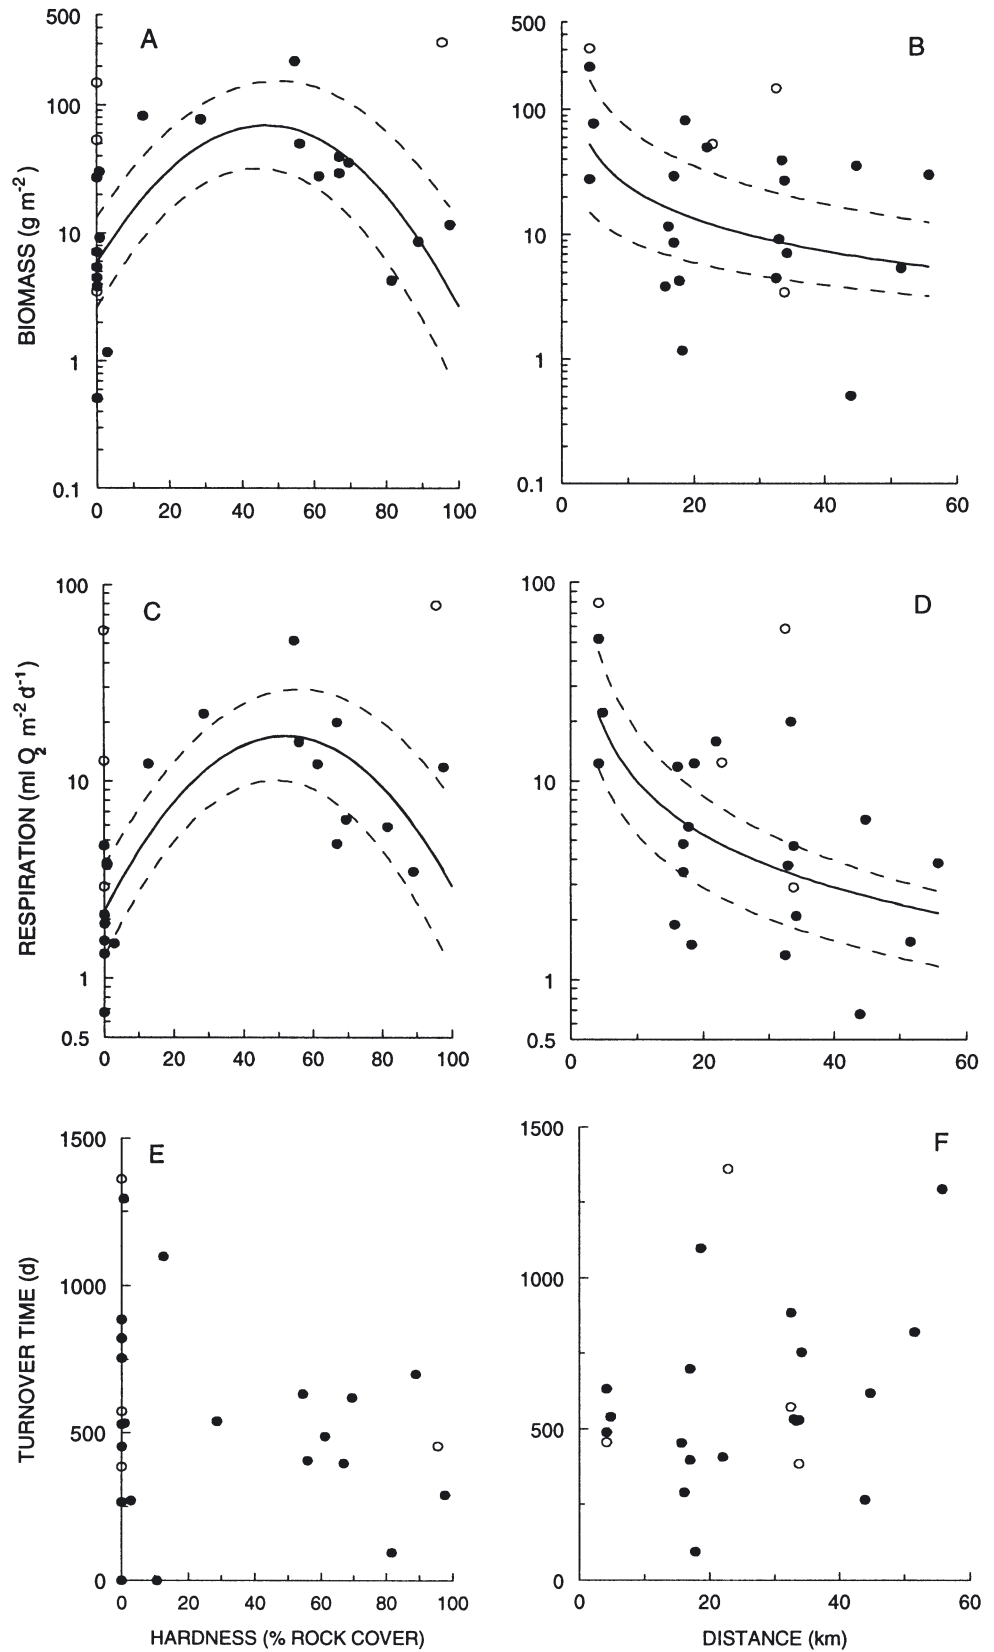 500
A
100
10
1
0.1
BIOMASS (g m-2)
0 20 40 60 80 100
500
B
100
10
1
0.1
0 20 40 60
100
C
10
1
0.5
RESPIRATION (ml O2 m-2 d-1)
0 20 40 60 80 100
100
D
10
1
0.5
0 20 40 60
1500
E
1000
500
0
TURNOVER TIME (d)
0 20 40 60 80 100
HARDNESS (% ROCK COVER)
1500
F
1000
500
0
0 20 40 60
DISTANCE (km)